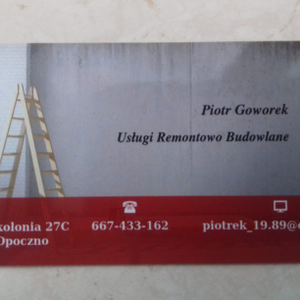 Piotr Goworek
Usługi Remontowo Budowlane
kolonia 27C
667-433-162
piotrek_19.89@
Opoczno